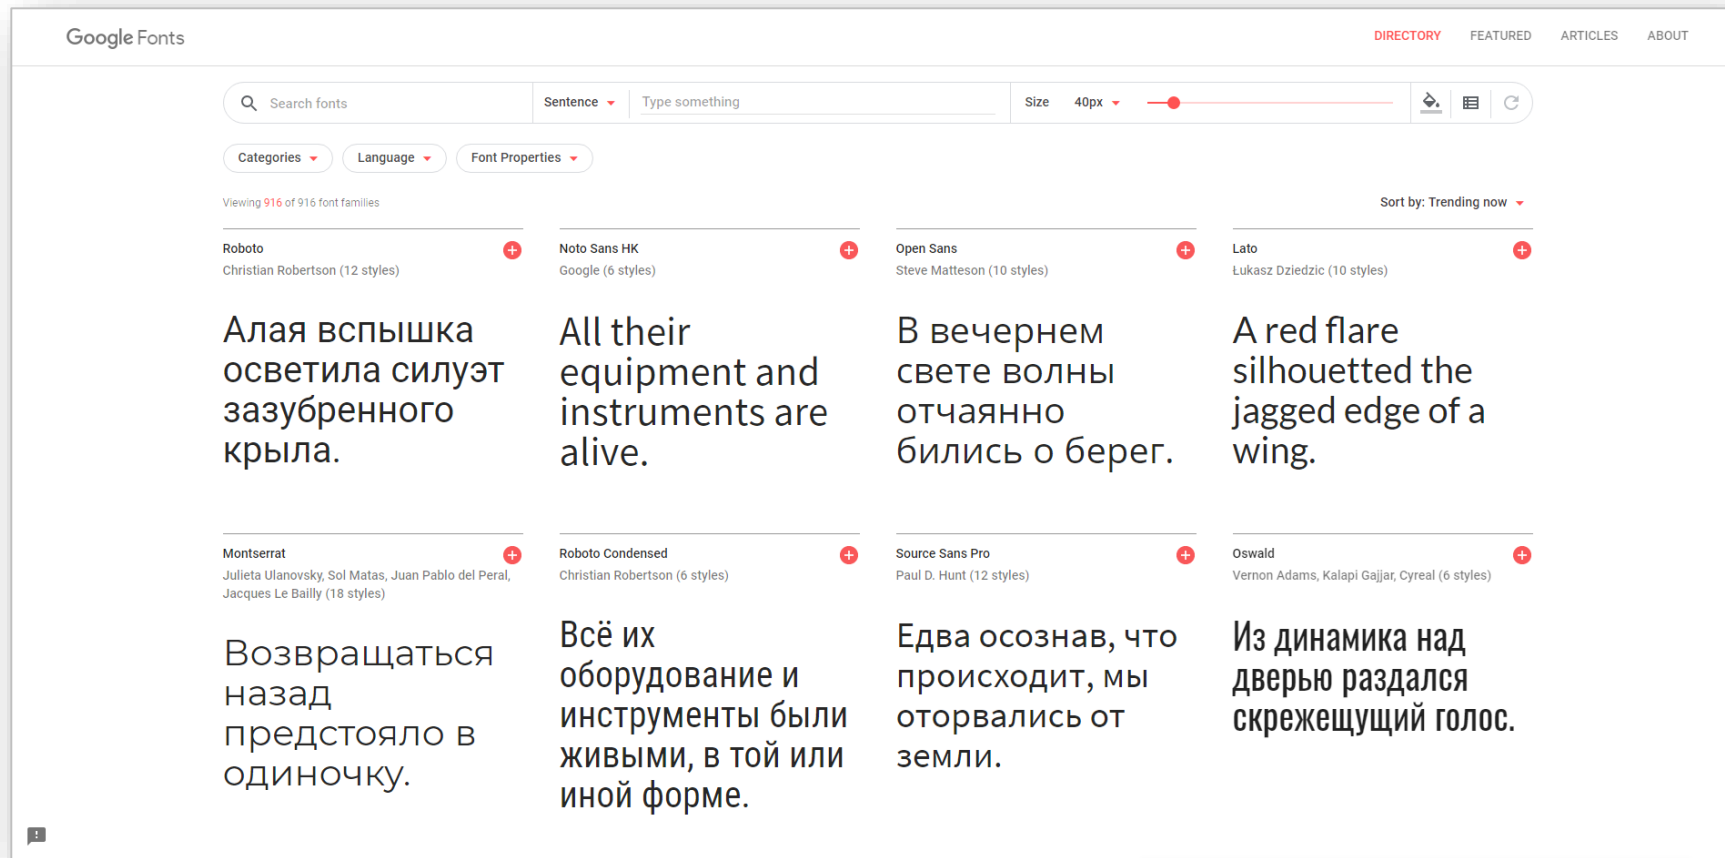 Google Fonts
DIRECTORY
FEATURED
ARTICLES
ABOUT
Search fonts
Sentence
Type something
Size
40px
Categories
Language
Font Properties
Viewing 916 of 916 font families
Sort by: Trending now
Roboto
Christian Robertson (12 styles)
Алая вспышка
осветила силуэт
зазубренного
крыла.
Noto Sans HK
Google (6 styles)
All their
equipment and
instruments are
alive.
Open Sans
Steve Matteson (10 styles)
В вечернем
свете волны
отчаянно
бились о берег.
Lato
Łukasz Dziedzic (10 styles)
A red flare
silhouetted the
jagged edge of a
wing.
Montserrat
Julieta Ulanovsky, Sol Matas, Juan Pablo del Peral,
Jacques Le Bailly (18 styles)
Возвращаться
назад
предстояло в
одиночку.
Roboto Condensed
Christian Robertson (6 styles)
Всё их
оборудование и
инструменты были
живыми, в той или
иной форме.
Source Sans Pro
Paul D. Hunt (12 styles)
Едва осознав, что
происходит, мы
оторвались от
земли.
Oswald
Vernon Adams, Kalapi Gajjar, Cyreal (6 styles)
Из динамика над
дверью раздался
скрежещущий голос.